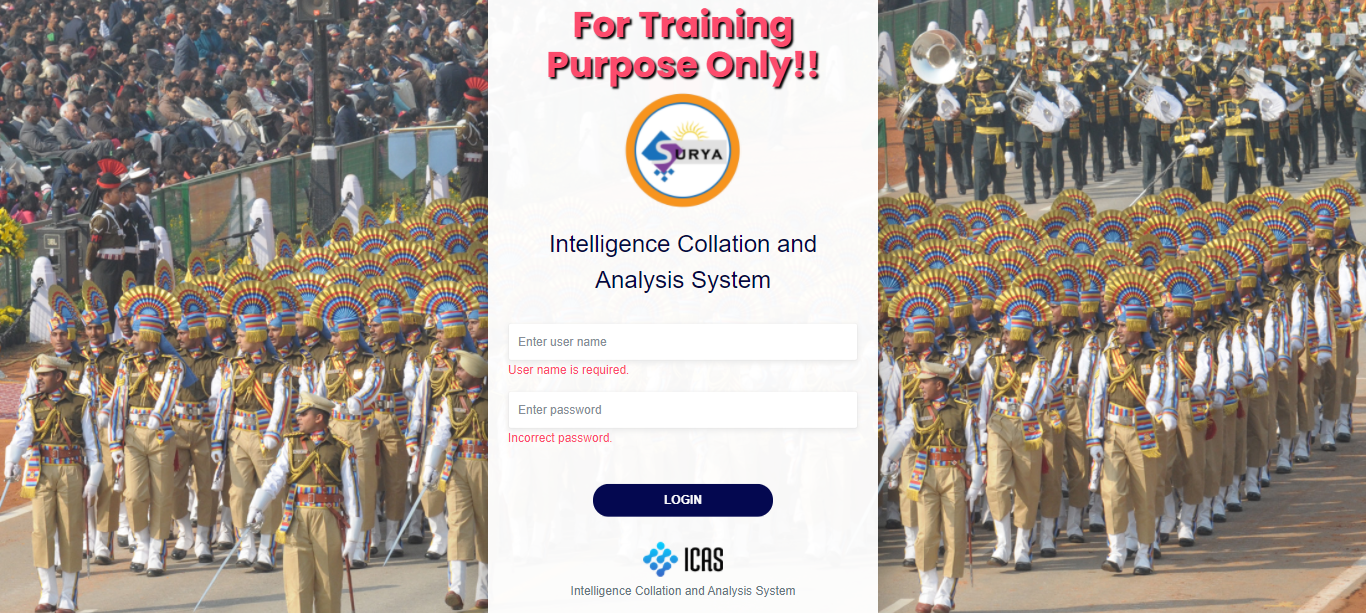 For Training
Purpose Only!!
SURYA
Intelligence Collation and
Analysis System
Enter user name
User name is required.
Enter password
Incorrect password.
LOGIN
ICAS
Intelligence Collation and Analysis System